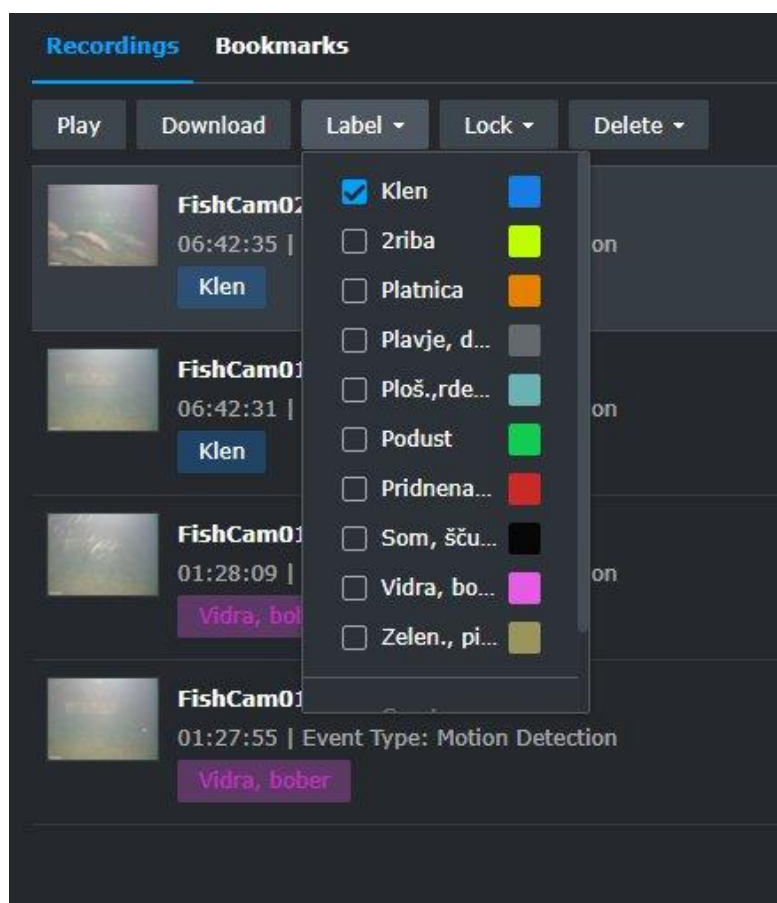 Recordings Bookmarks
Play Download Label Lock Delete
FishCam02
06:42:35 | on
Klen
FishCam01
06:42:31 | on
Klen
FishCam01
01:28:09 | on
Vidra, bob
FishCam01
01:27:55 | Event Type: Motion Detection
Vidra, bober
Klen
2riba
Platnica
Plavje, d...
Ploš.,rde...
Podust
Pridnena...
Som, šču...
Vidra, bo...
Zelen., pi...